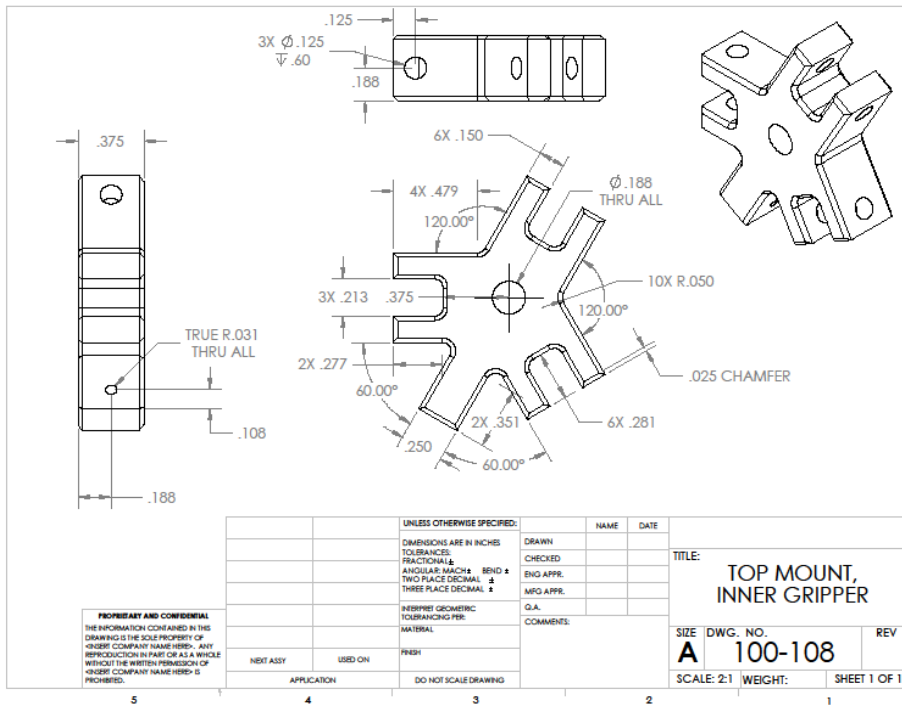 .125
3X Ø.125
↧ .60
.188
.375
6X .150
4X .479
Ø.188
THRU ALL
120.00°
10X R.050
3X .213
.375
120.00°
TRUE R.031
THRU ALL
2X .277
.025 CHAMFER
60.00°
2X .351
6X .281
.108
.250
60.00°
.188
UNLESS OTHERWISE SPECIFIED:
DIMENSIONS ARE IN INCHES
TOLERANCES:
FRACTIONAL±
ANGULAR: MACH± BEND ±
TWO PLACE DECIMAL ±
THREE PLACE DECIMAL ±
INTERPRET GEOMETRIC
TOLERANCING PER:
MATERIAL
FINISH
DO NOT SCALE DRAWING
NAME DATE
DRAWN
CHECKED
ENG APPR.
MFG APPR.
Q.A.
COMMENTS:
TITLE:
TOP MOUNT,
INNER GRIPPER
SIZE DWG. NO. REV
A 100-108
SCALE: 2:1 WEIGHT: SHEET 1 OF 1
PROPRIETARY AND CONFIDENTIAL
THE INFORMATION CONTAINED IN THIS
DRAWING IS THE SOLE PROPERTY OF
<INSERT COMPANY NAME HERE>. ANY
REPRODUCTION IN PART OR AS A WHOLE
WITHOUT THE WRITTEN PERMISSION OF
<INSERT COMPANY NAME HERE> IS
PROHIBITED.
NEXT ASSY USED ON
APPLICATION
5 4 3 2 1